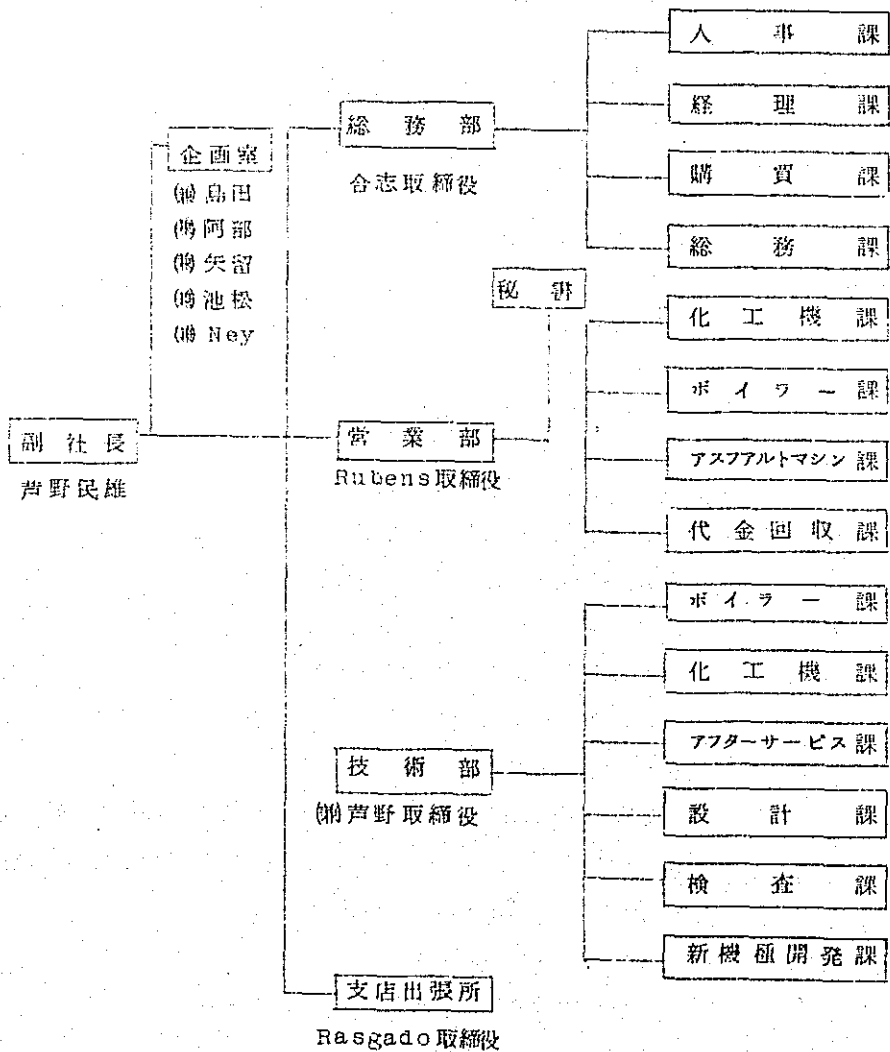 副社長
芦野民雄
企画室
島田
阿部
矢留
池松
Ney
総務部
合志取締役
人事課
経理課
購買課
総務課
営業部
Rubens取締役
秘書
化工機課
ボイラー課
アスファルトマシン課
代金回収課
技術部
芦野取締役
ボイラー課
化工機課
アフターサービス課
設計課
検査課
新機種開発課
支店出張所
Rasgado取締役